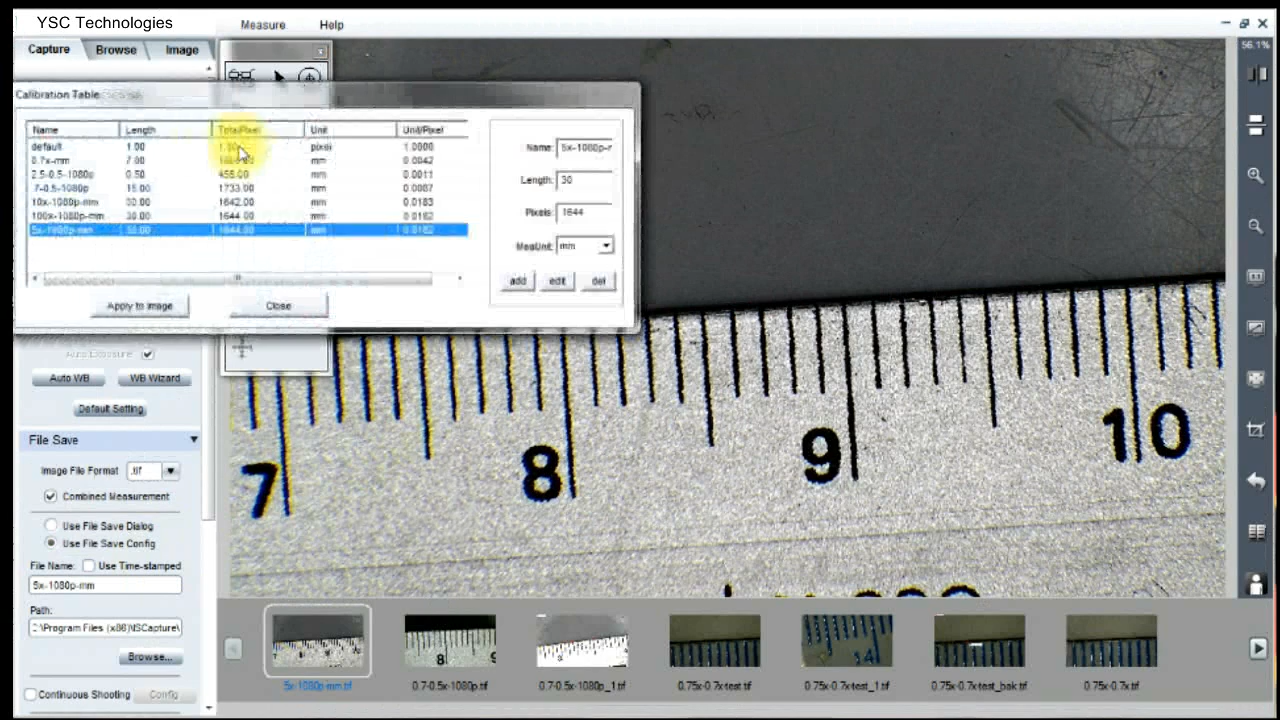 YSC Technologies
Measure Help
56.1%
Capture Browse Image
Calibration Table
Name Length TotalPixel Unit Unit/Pixel
default 1.00 pixel 1.0000
0.7x-mm 7.00 mm 0.0042
2.5-0.5-1080p 0.50 455.00 mm 0.0011
.7-0.5-1080p 15.00 1733.00 mm 0.0087
10x-1080p-mm 30.00 1642.00 mm 0.0183
100x-1080p-mm 30.00 1644.00 mm 0.0182
5x-1080p-mm 30.00 1644.00 mm 0.0182
Name: 5x-1080p-r
Length: 30
Pixels: 1644
MeaUnit: mm
add edit del
Apply to Image Close
Auto Exposure
Auto WB WB Wizard
Default Setting
File Save
Image File Format .tif
Combined Measurement
Use File Save Dialog
Use File Save Config
File Name: Use Time-stamped
5x-1080p-mm
Path:
:\Program Files (x86)\ISCapture\
Browse...
Continuous Shooting Config
7 8 9 10
5x-1080p-mm.tif 0.7-0.5x-1080p.tif 0.7-0.5x-1080p_1.tif 0.75x-0.7x-test.tif 0.75x-0.7x-test_1.tif 0.75x-0.7x-test_bak.tif 0.75x-0.7x.tif